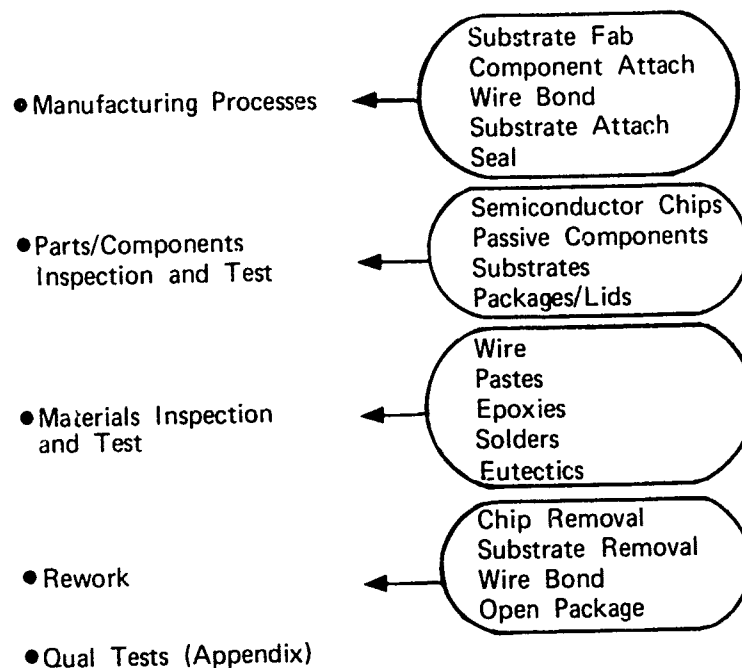 Substrate Fab
Component Attach
● Manufacturing Processes
Wire Bond
Substrate Attach
Seal
Semiconductor Chips
● Parts/Components
Inspection and Test
Passive Components
Substrates
Packages/Lids
Wire
Pastes
● Materials Inspection
and Test
Epoxies
Solders
Eutectics
Chip Removal
Substrate Removal
● Rework
Wire Bond
Open Package
● Qual Tests (Appendix)